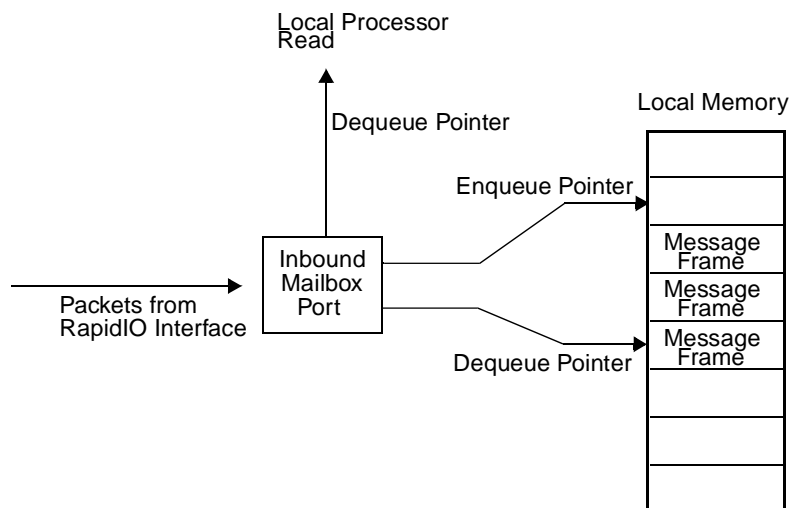 Local Processor
Read
Local Memory
Dequeue Pointer
Enqueue Pointer
Message
Frame
Inbound
Mailbox
Port
Message
Frame
Packets from
RapidIO Interface
Message
Frame
Dequeue Pointer